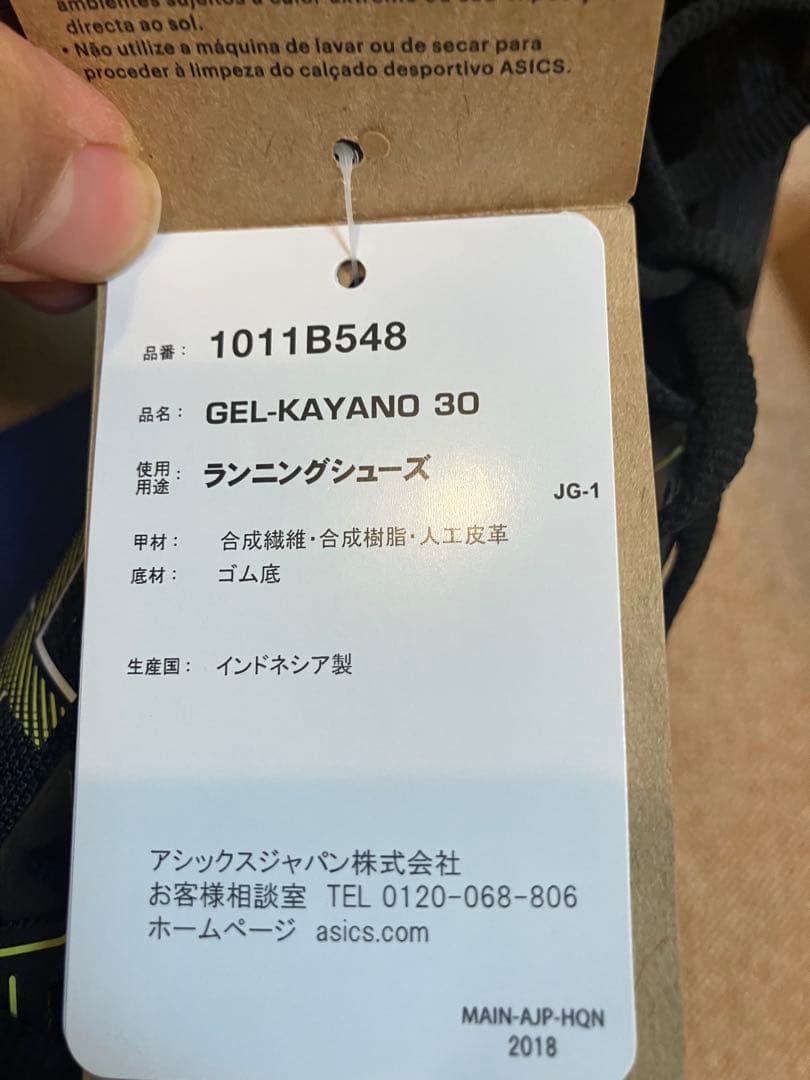 directa ao sol.
• Não utilize a máquina de lavar ou de secar para
proceder à limpeza do calçado desportivo ASICS.
品番： 1011B548
品名： GEL-KAYANO 30
使用用途： ランニングシューズ
JG-1
甲材： 合成繊維・合成樹脂・人工皮革
底材： ゴム底
生産国： インドネシア製
アシックスジャパン株式会社
お客様相談室 TEL 0120-068-806
ホームページ asics.com
MAIN-AJP-HQN
2018